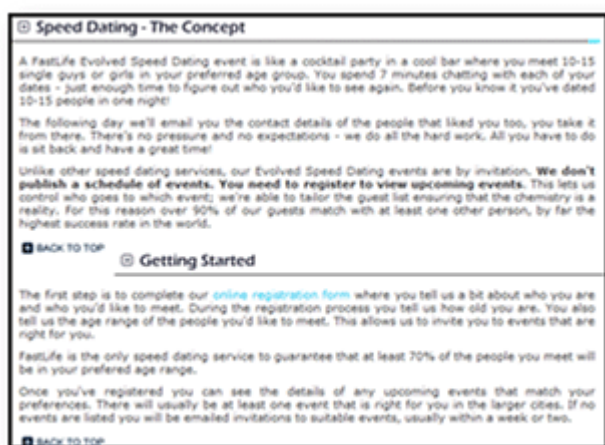 Speed Dating - The Concept
A FastLife Evolved Speed Dating event is like a cocktail party in a cool bar where you meet 10-15
single guys or girls in your preferred age group. You spend 7 minutes chatting with each of your
dates - just enough time to figure out who you'd like to see again. Before you know it you've dated
10-15 people in one night!
The following day we'll email you the contact details of the people that liked you too, you take it
from there. There's no pressure and no expectations - we do all the hard work. All you have to do
is sit back and have a great time!
Unlike other speed dating services, our Evolved Speed Dating events are by invitation. We don't
publish a schedule of events. You need to register to view upcoming events. This lets us
control who goes to which event; we're able to tailor the guest list ensuring that the chemistry is a
reality. For this reason over 90% of our guests match with at least one other person, by far the
highest success rate in the world.
BACK TO TOP
Getting Started
The first step is to complete our online registration form where you tell us a bit about who you are
and who you'd like to meet. During the registration process you tell us how old you are. You also
tell us the age range of the people you'd like to meet. This allows us to invite you to events that are
right for you.
FastLife is the only speed dating service to guarantee that at least 70% of the people you meet will
be in your prefered age range.
Once you've registered you can see the details of any upcoming events that match your
preferences. There will usually be at least one event that is right for you in the larger cities. If no
events are listed you will be emailed invitations to suitable events, usually within a week or two.
BACK TO TOP